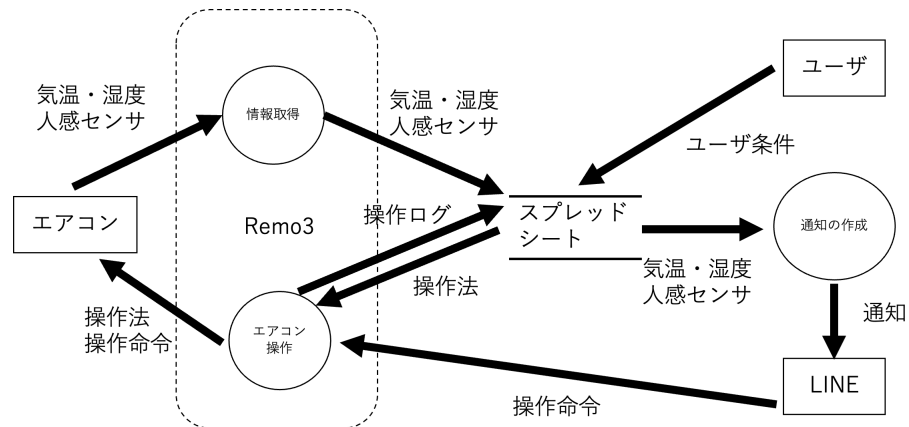 ユーザ
気温・湿度
人感センサ
情報取得
気温・湿度
人感センサ
ユーザ条件
エアコン
Remo3
操作ログ
スプレッド
シート
通知の作成
操作法
気温・湿度
人感センサ
操作法
操作命令
エアコン
操作
通知
LINE
操作命令